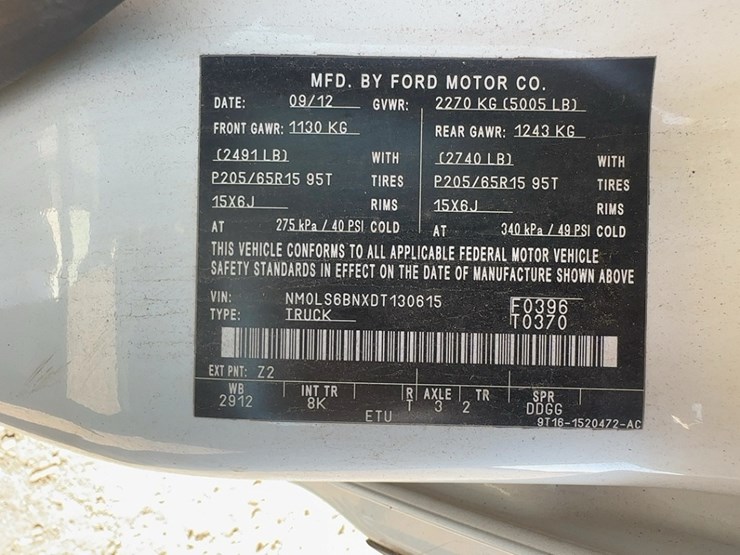 MFD. BY FORD MOTOR CO.
DATE: 09/12 GVWR: 2270 KG (5005 LB)
FRONT GAWR: 1130 KG REAR GAWR: 1243 KG
(2491 LB) WITH (2740 LB) WITH
P205/65R15 95T TIRES P205/65R15 95T TIRES
15X6J RIMS 15X6J RIMS
AT 275 kPa / 40 PSI COLD AT 340 kPa / 49 PSI COLD
THIS VEHICLE CONFORMS TO ALL APPLICABLE FEDERAL MOTOR VEHICLE
SAFETY STANDARDS IN EFFECT ON THE DATE OF MANUFACTURE SHOWN ABOVE
VIN: NM0LS6BNXDT130615 F0396
TYPE: TRUCK T0370
EXT PNT: Z2
WB INT TR R AXLE TR SPR
2912 8K T 3 2 DDGG
ETU 9T16-1520472-AC